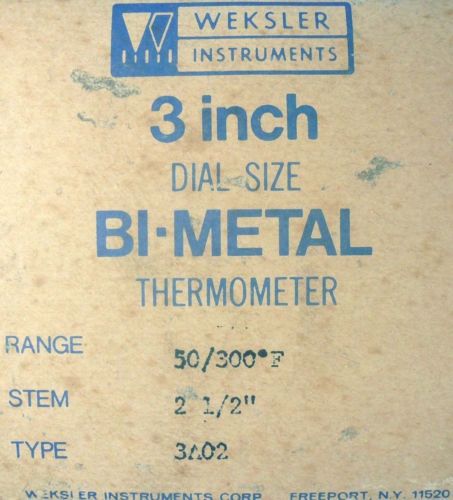 WEKSLER
INSTRUMENTS
3 inch
DIAL SIZE
BI-METAL
THERMOMETER
RANGE 50/300°F
STEM 2 1/2"
TYPE 3A02
WEKSLER INSTRUMENTS CORP. FREEPORT, N.Y. 11520